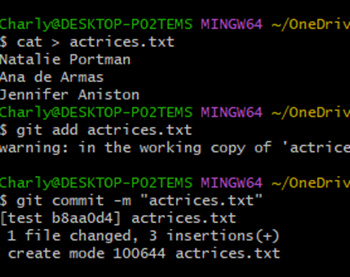 Charly@DESKTOP-PO2TEMS MINGW64 ~/OneDriv
$ cat > actrices.txt
Natalie Portman
Ana de Armas
Jennifer Aniston
Charly@DESKTOP-PO2TEMS MINGW64 ~/OneDriv
$ git add actrices.txt
warning: in the working copy of 'actrice
Charly@DESKTOP-PO2TEMS MINGW64 ~/OneDriv
$ git commit -m "actrices.txt"
[test b8aa0d4] actrices.txt
1 file changed, 3 insertions(+)
create mode 100644 actrices.txt